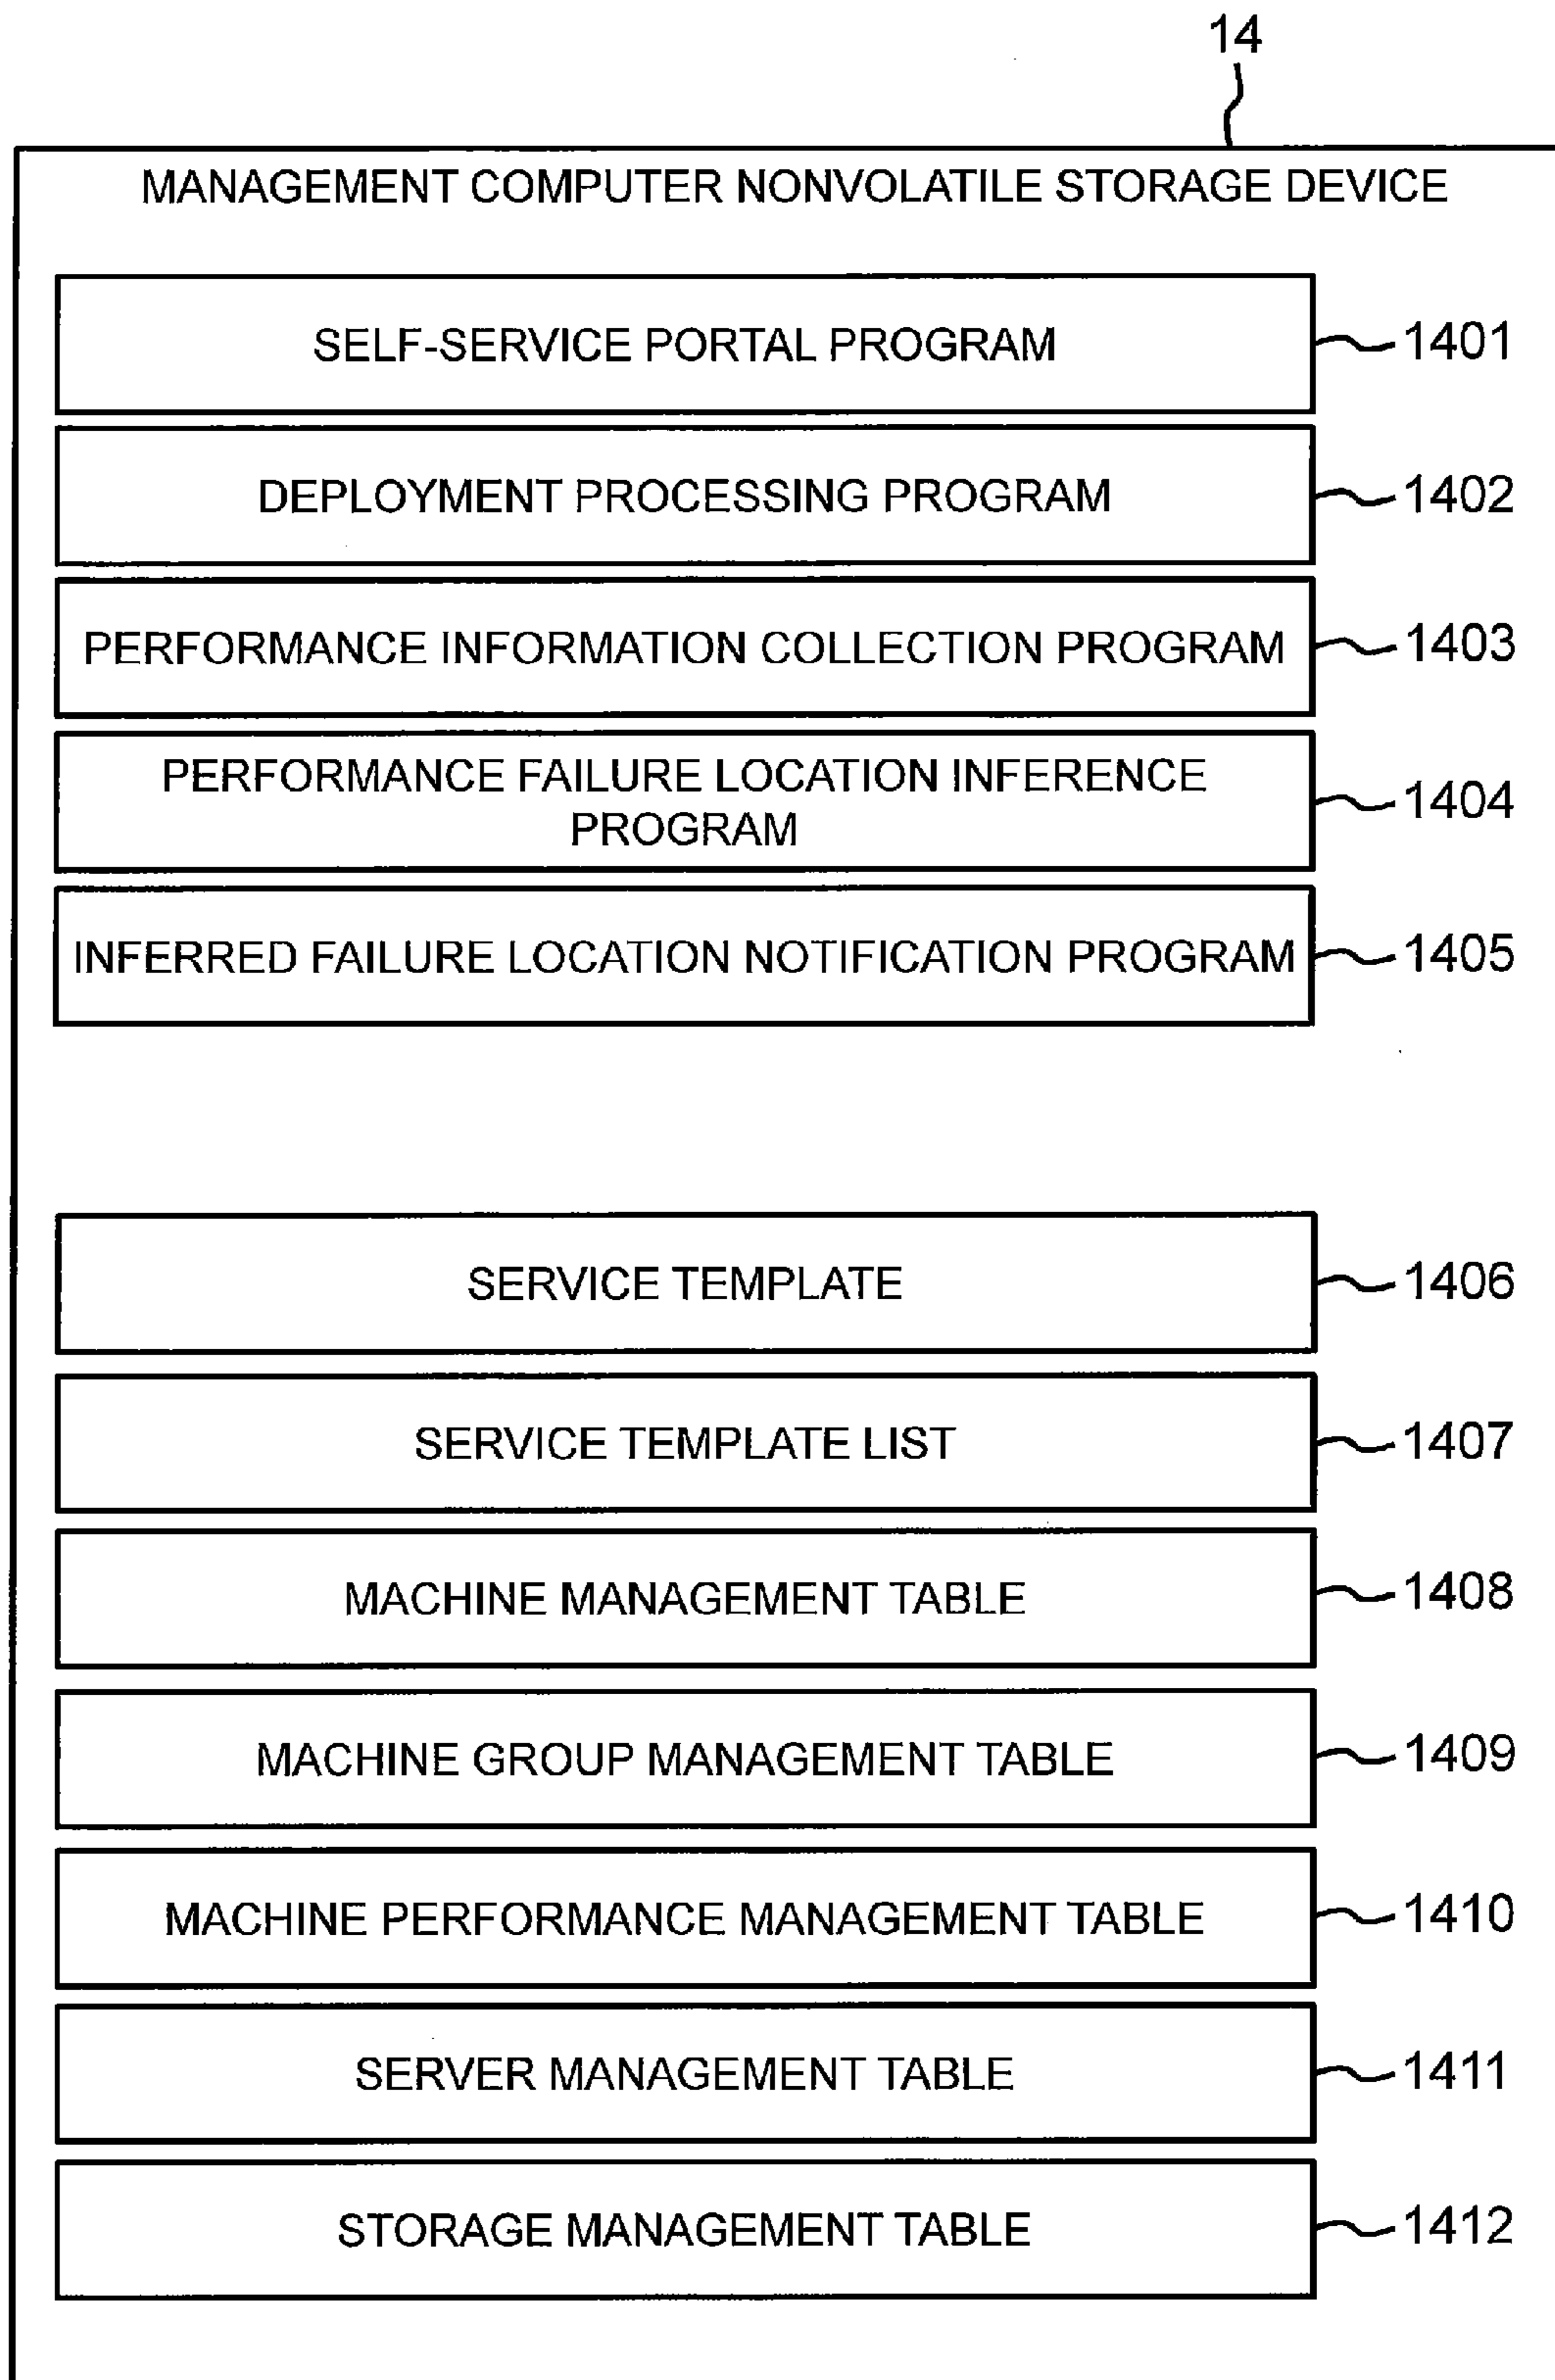 14
MANAGEMENT COMPUTER NONVOLATILE STORAGE DEVICE
SELF-SERVICE PORTAL PROGRAM
1401
DEPLOYMENT PROCESSING PROGRAM
1402
PERFORMANCE INFORMATION COLLECTION PROGRAM
1403
PERFORMANCE FAILURE LOCATION INFERENCE
PROGRAM
1404
INFERRED FAILURE LOCATION NOTIFICATION PROGRAM
1405
SERVICE TEMPLATE
1406
SERVICE TEMPLATE LIST
1407
MACHINE MANAGEMENT TABLE
1408
MACHINE GROUP MANAGEMENT TABLE
1409
MACHINE PERFORMANCE MANAGEMENT TABLE
1410
SERVER MANAGEMENT TABLE
1411
STORAGE MANAGEMENT TABLE
1412